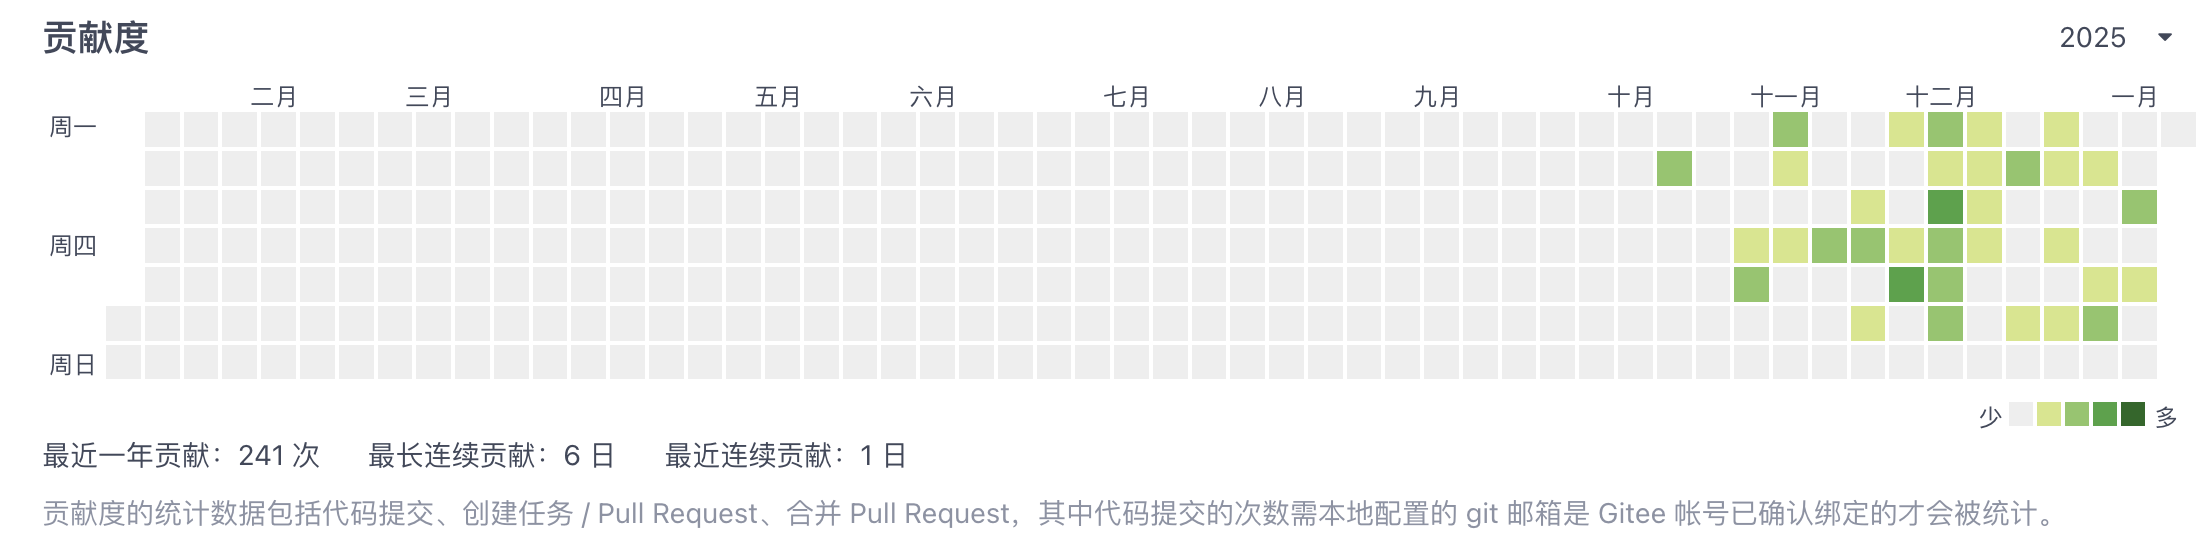 贡献度
2025
二月 三月 四月 五月 六月 七月 八月 九月 十月 十一月 十二月 一月
周一
周四
周日
少 多
最近一年贡献：241 次 最长连续贡献：6 日 最近连续贡献：1 日
贡献度的统计数据包括代码提交、创建任务 / Pull Request、合并 Pull Request，其中代码提交的次数需本地配置的 git 邮箱是 Gitee 帐号已确认绑定的才会被统计。